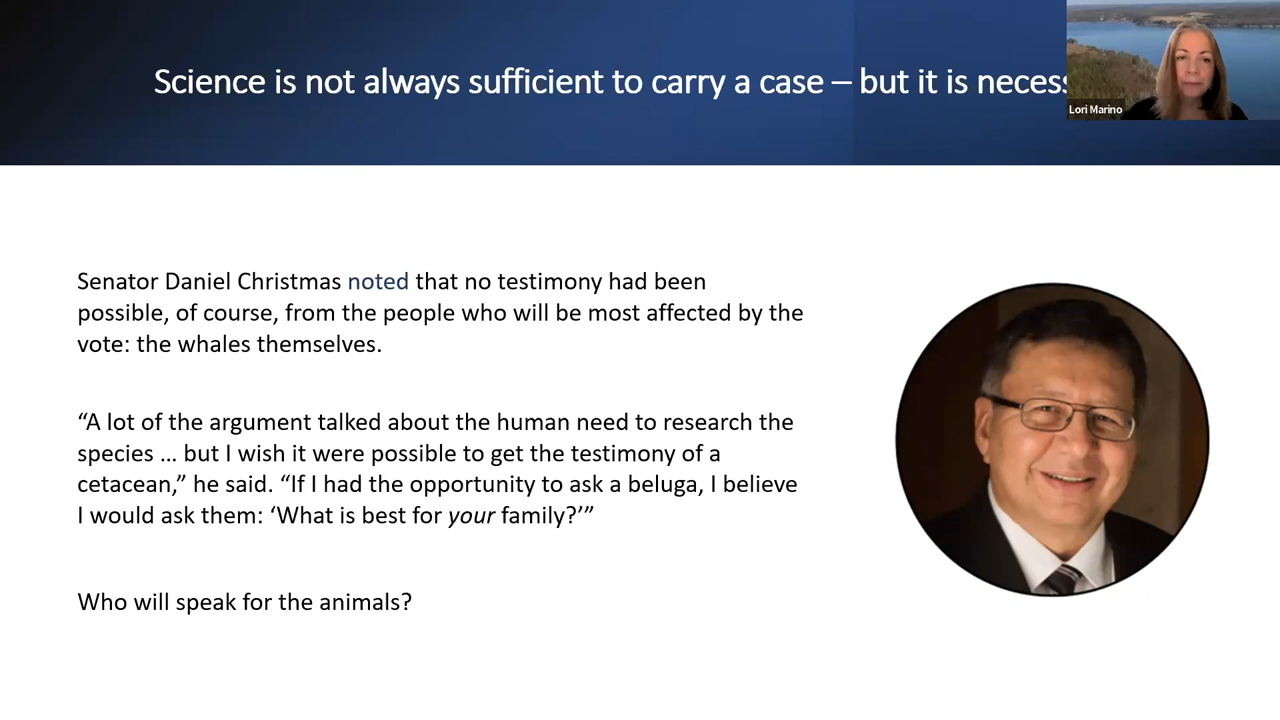 Science is not always sufficient to carry a case – but it is necess
Lori Marino
Senator Daniel Christmas noted that no testimony had been
possible, of course, from the people who will be most affected by the
vote: the whales themselves.
“A lot of the argument talked about the human need to research the
species ... but I wish it were possible to get the testimony of a
cetacean,” he said. “If I had the opportunity to ask a beluga, I believe
I would ask them: ‘What is best for your family?’”
Who will speak for the animals?